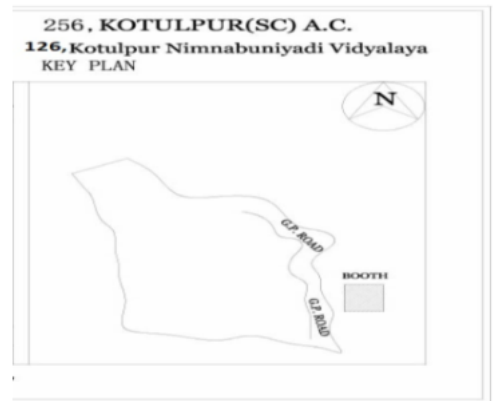 256, KOTULPUR(SC) A.C.
126,Kotulpur Nimnabuniyadi Vidyalaya
KEY PLAN
N
G.P. ROAD
BOOTH
G.P. ROAD